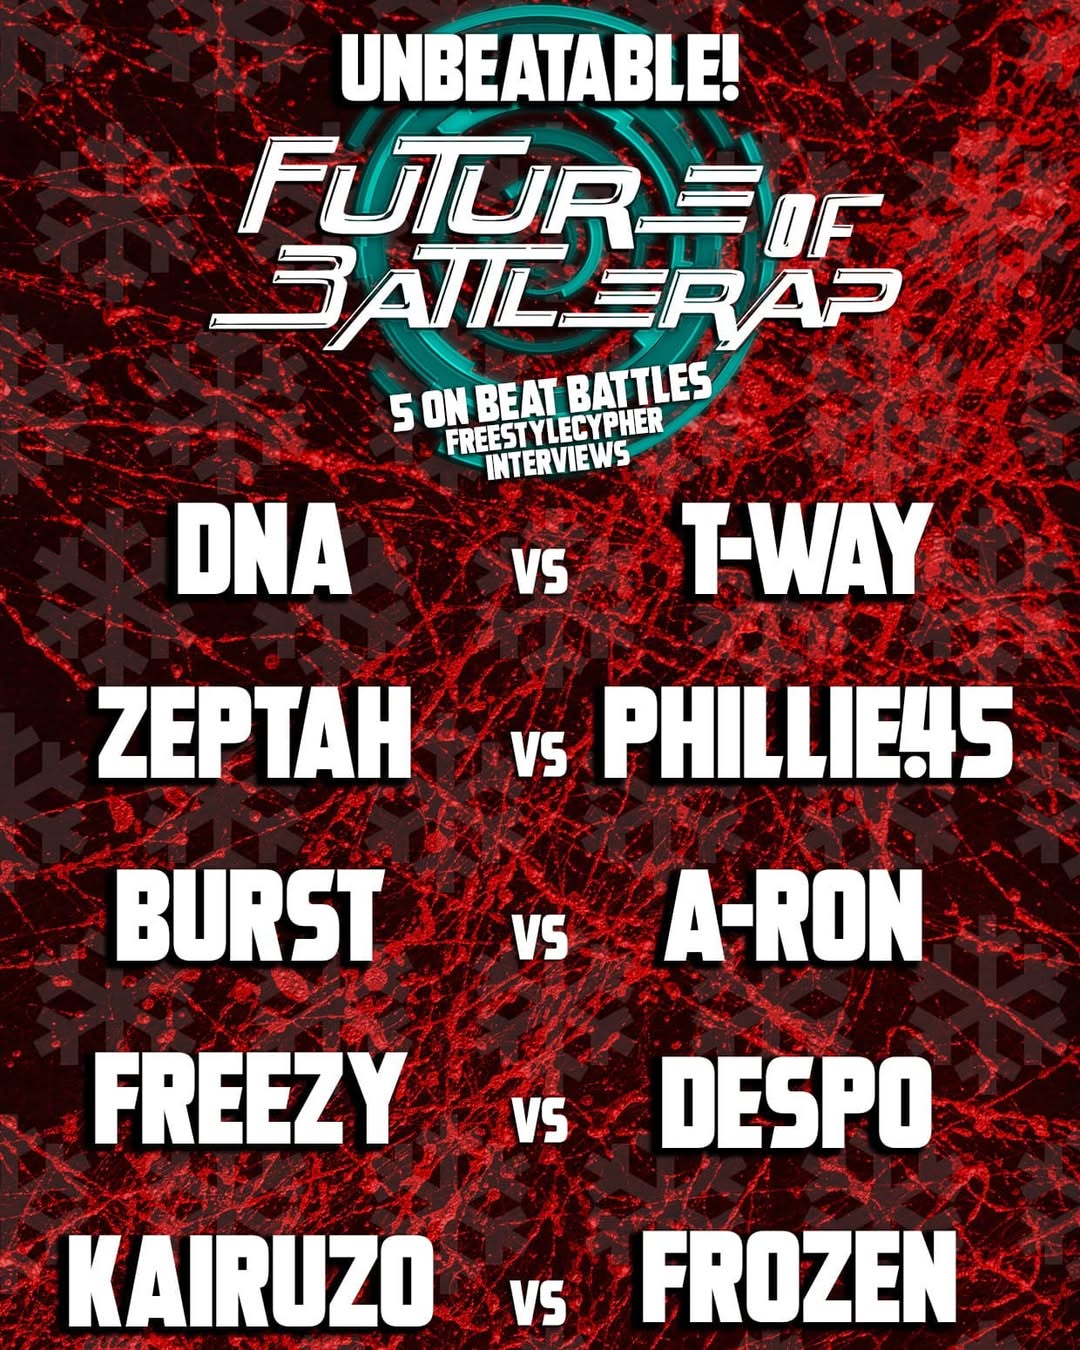 UNBEATABLE!
FUTURE OF
BATTLERAP
5 ON BEAT BATTLES
FREESTYLECYPHER
INTERVIEWS
DNA VS T-WAY
ZEPTAH VS PHILLIE.45
BURST VS A-RON
FREEZY VS DESPO
KAIRUZO VS FROZEN